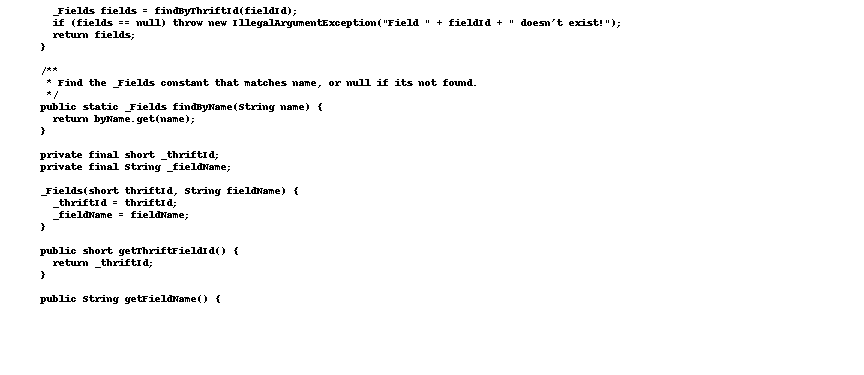 _Fields fields = findByThriftId(fieldId);
if (fields == null) throw new IllegalArgumentException("Field " + fieldId + " doesn't exist!");
return fields;
}
/**
* Find the _Fields constant that matches name, or null if its not found.
*/
public static _Fields findByName(String name) {
return byName.get(name);
}
private final short _thriftId;
private final String _fieldName;
_Fields(short thriftId, String fieldName) {
_thriftId = thriftId;
_fieldName = fieldName;
}
public short getThriftFieldId() {
return _thriftId;
}
public String getFieldName() {